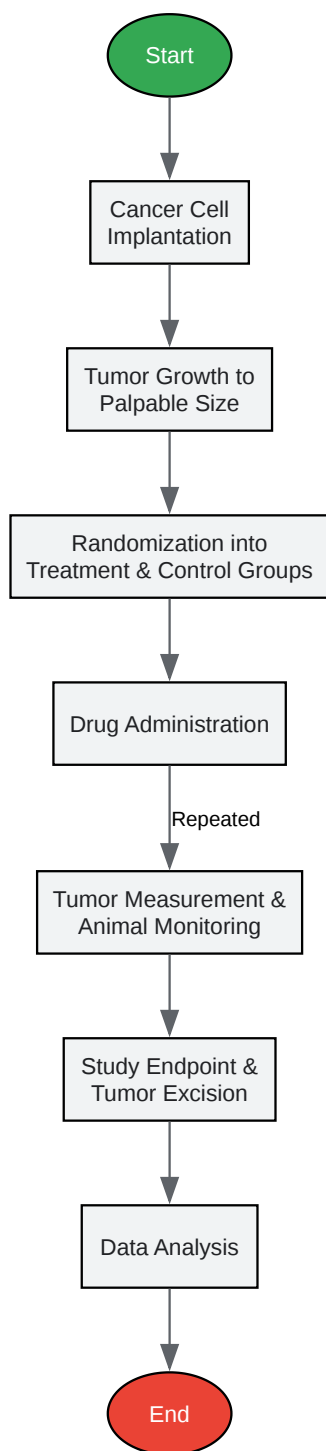 Start
Cancer Cell
Implantation
Tumor Growth to
Palpable Size
Randomization into
Treatment & Control Groups
Drug Administration
Repeated
Tumor Measurement &
Animal Monitoring
Study Endpoint &
Tumor Excision
Data Analysis
End